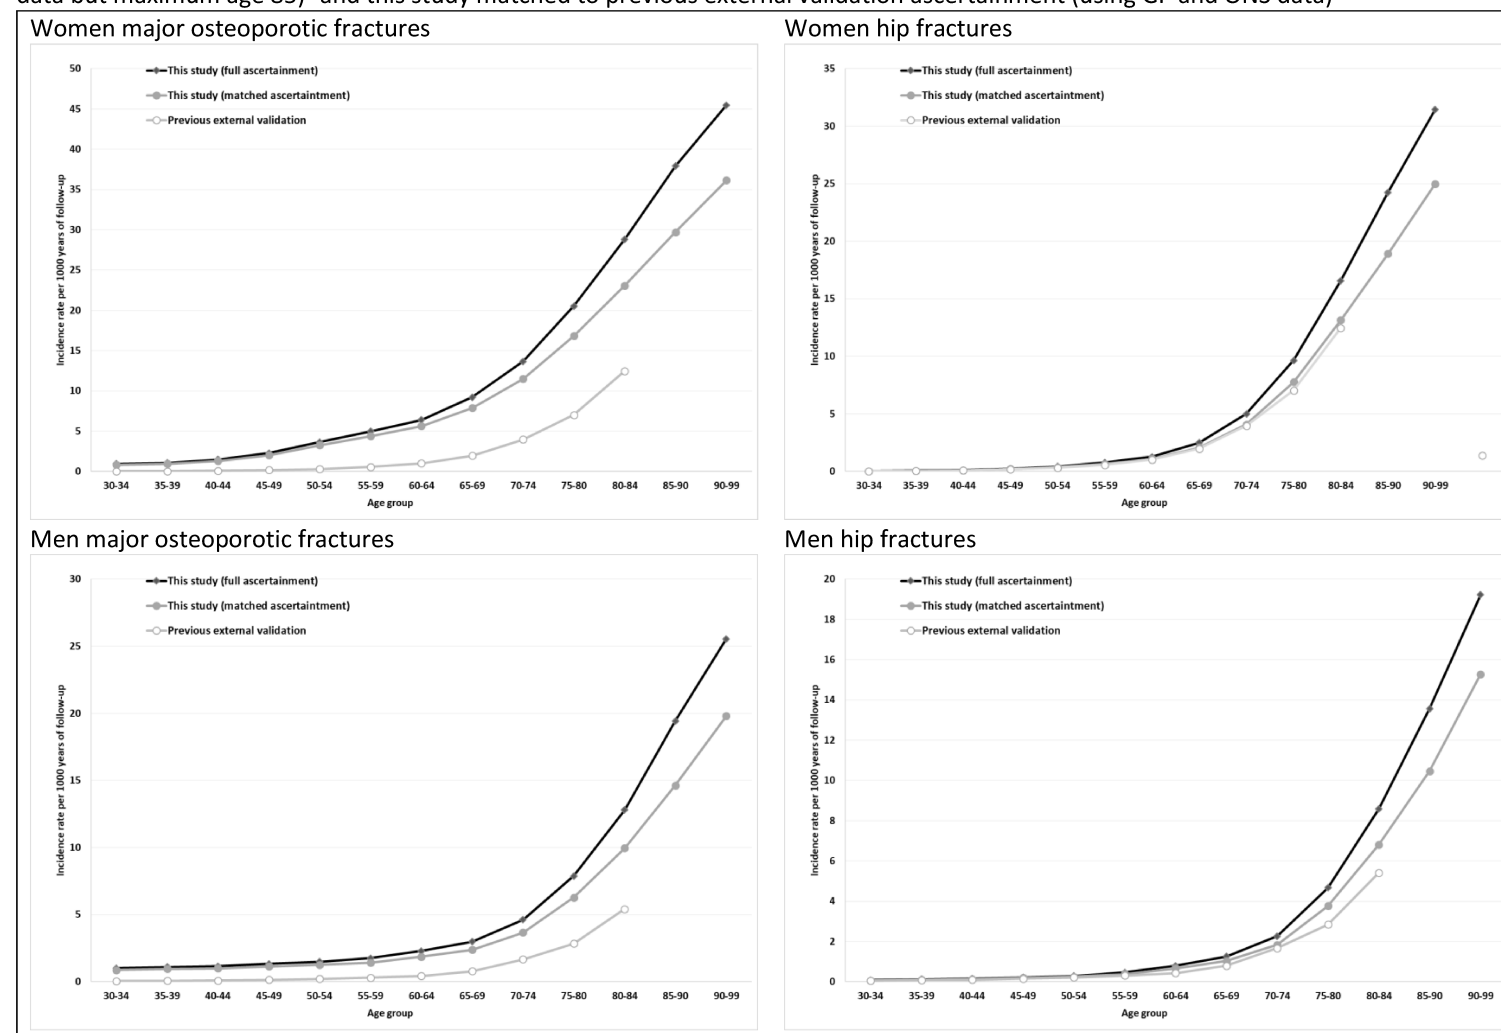 data but maximum age 85)
and this study matched to previous external validation ascertainment (using GP and ONS data)
Women major osteoporotic fractures
50
45
40
35
30
25
20
15
10
5
0
Incidence rate per 1000 years of follow-up
This study (full ascertainment)
This study (matched ascertaintment)
Previous external validation
30-34 35-39 40-44 45-49 50-54 55-59 60-64 65-69 70-74 75-80 80-84 85-90 90-99
Age group
Women hip fractures
35
30
25
20
15
10
5
0
Incidence rate per 1000 years of follow-up
This study (full ascertainment)
This study (matched ascertaintment)
Previous external validation
30-34 35-39 40-44 45-49 50-54 55-59 60-64 65-69 70-74 75-80 80-84 85-90 90-99
Age group
Men major osteoporotic fractures
30
25
20
15
10
5
0
Incidence rate per 1000 years of follow-up
This study (full ascertainment)
This study (matched ascertaintment)
Previous external validation
30-34 35-39 40-44 45-49 50-54 55-59 60-64 65-69 70-74 75-80 80-84 85-90 90-99
Age group
Men hip fractures
20
18
16
14
12
10
8
6
4
2
0
Incidence rate per 1000 years of follow-up
This study (full ascertainment)
This study (matched ascertaintment)
Previous external validation
30-34 35-39 40-44 45-49 50-54 55-59 60-64 65-69 70-74 75-80 80-84 85-90 90-99
Age group